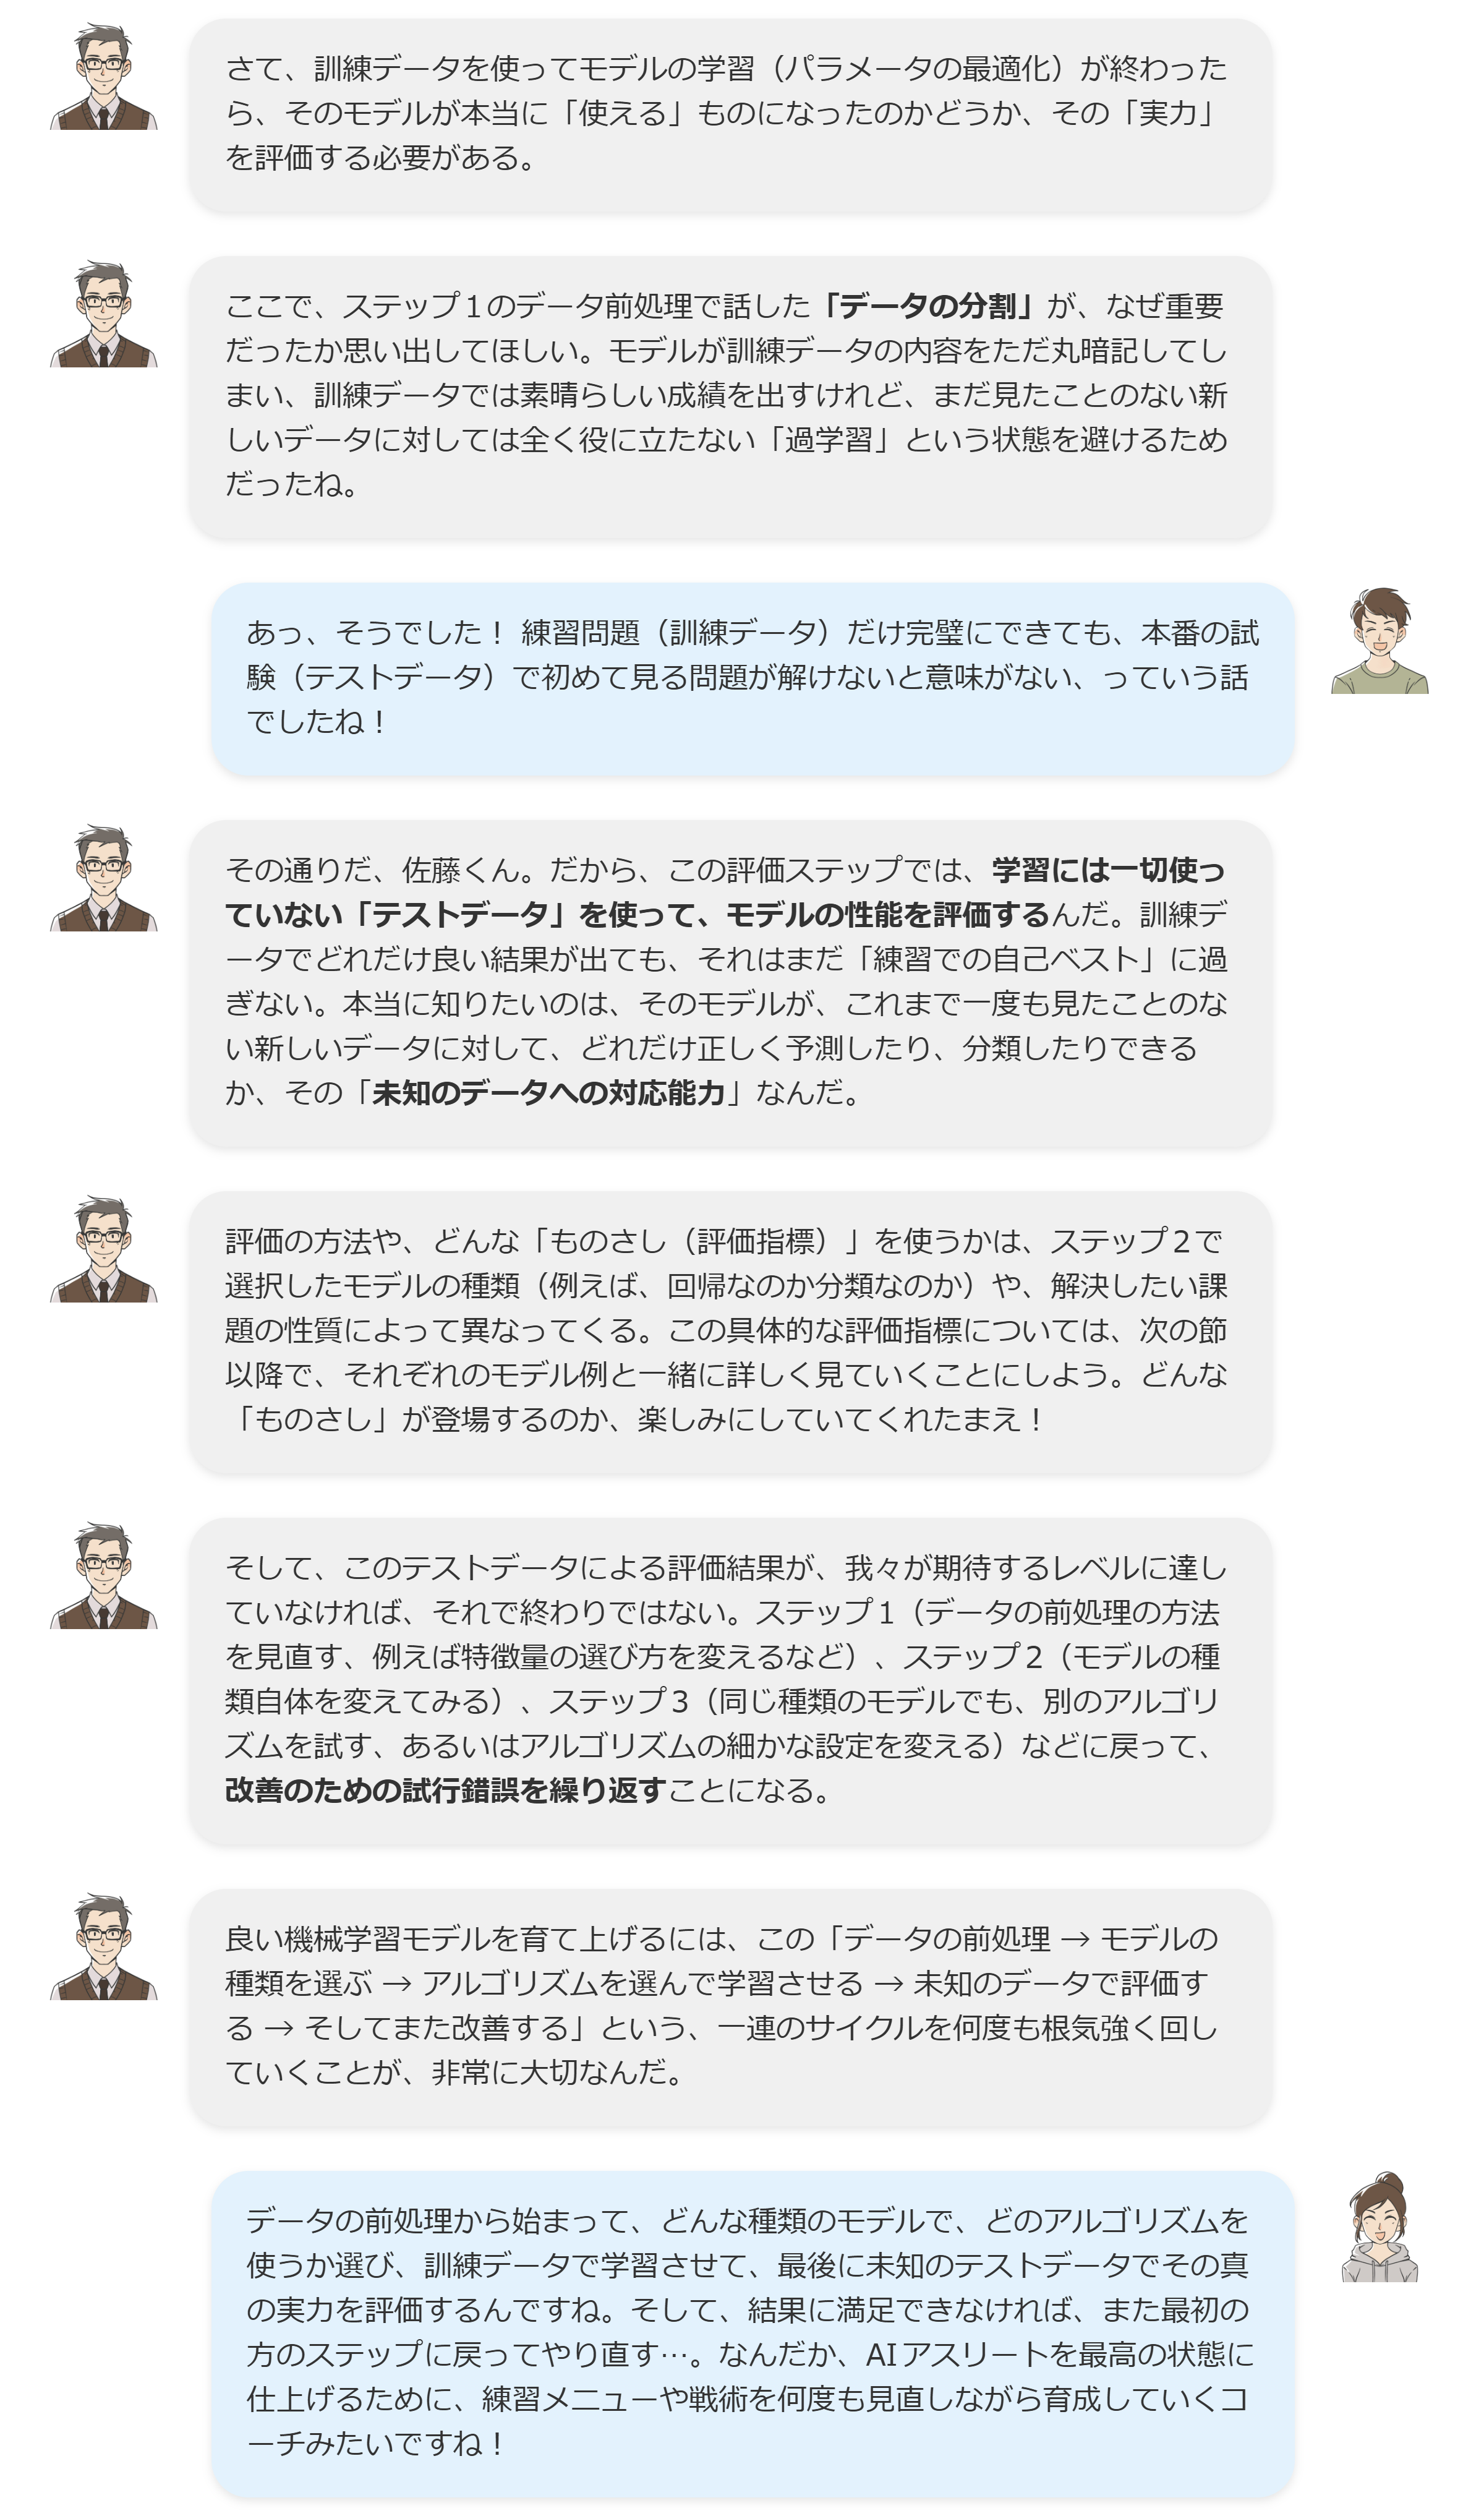 さて、訓練データを使ってモデルの学習（パラメータの最適化）が終わった
ら、そのモデルが本当に「使える」ものになったのかどうか、その「実力」
を評価する必要がある。
ここで、ステップ１のデータ前処理で話した「データの分割」が、なぜ重要
だったか思い出してほしい。モデルが訓練データの内容をただ丸暗記してし
まい、訓練データでは素晴らしい成績を出すけれど、まだ見たことのない新
しいデータに対しては全く役に立たない「過学習」という状態を避けるため
だったね。
あっ、そうでした！ 練習問題（訓練データ）だけ完璧にできても、本番の試
験（テストデータ）で初めて見る問題が解けないと意味がない、っていう話
でしたね！
その通りだ、佐藤くん。だから、この評価ステップでは、学習には一切使っ
ていない「テストデータ」を使って、モデルの性能を評価するんだ。訓練デ
ータでどれだけ良い結果が出ても、それはまだ「練習での自己ベスト」に過
ぎない。本当に知りたいのは、そのモデルが、これまで一度も見たことのな
い新しいデータに対して、どれだけ正しく予測したり、分類したりできる
か、その「未知のデータへの対応能力」なんだ。
評価の方法や、どんな「ものさし（評価指標）」を使うかは、ステップ２で
選択したモデルの種類（例えば、回帰なのか分類なのか）や、解決したい課
題の性質によって異なってくる。この具体的な評価指標については、次の節
以降で、それぞれのモデル例と一緒に詳しく見ていくことにしよう。どんな
「ものさし」が登場するのか、楽しみにしていてくれたまえ！
そして、このテストデータによる評価結果が、我々が期待するレベルに達し
ていなければ、それで終わりではない。ステップ１（データの前処理の方法
を見直す、例えば特徴量の選び方を変えるなど）、ステップ２（モデルの種
類自体を変えてみる）、ステップ３（同じ種類のモデルでも、別のアルゴリ
ズムを試す、あるいはアルゴリズムの細かな設定を変える）などに戻って、
改善のための試行錯誤を繰り返すことになる。
良い機械学習モデルを育て上げるには、この「データの前処理 → モデルの
種類を選ぶ → アルゴリズムを選んで学習させる → 未知のデータで評価す
る → そしてまた改善する」という、一連のサイクルを何度も根気強く回し
ていくことが、非常に大切なんだ。
データの前処理から始まって、どんな種類のモデルで、どのアルゴリズムを
使うか選び、訓練データで学習させて、最後に未知のテストデータでその真
の実力を評価するんですね。そして、結果に満足できなければ、また最初の
方のステップに戻ってやり直す…。なんだか、AIアスリートを最高の状態に
仕上げるために、練習メニューや戦術を何度も見直しながら育成していくコ
ーチみたいですね！